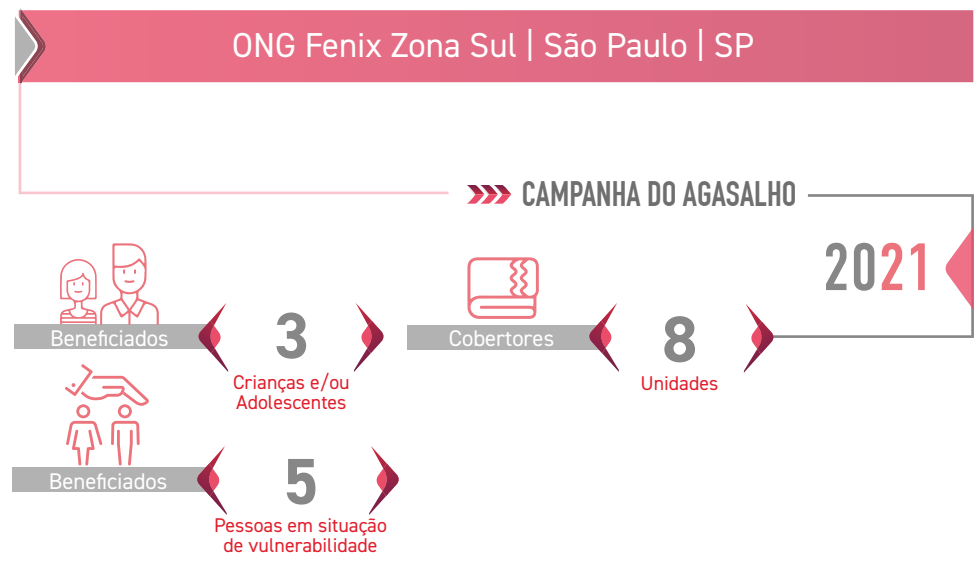 ONG Fenix Zona Sul | São Paulo | SP
CAMPANHA DO AGASALHO
2021
Beneficiados
3
Crianças e/ou
Adolescentes
Cobertores
8
Unidades
Beneficiados
5
Pessoas em situação
de vulnerabilidade